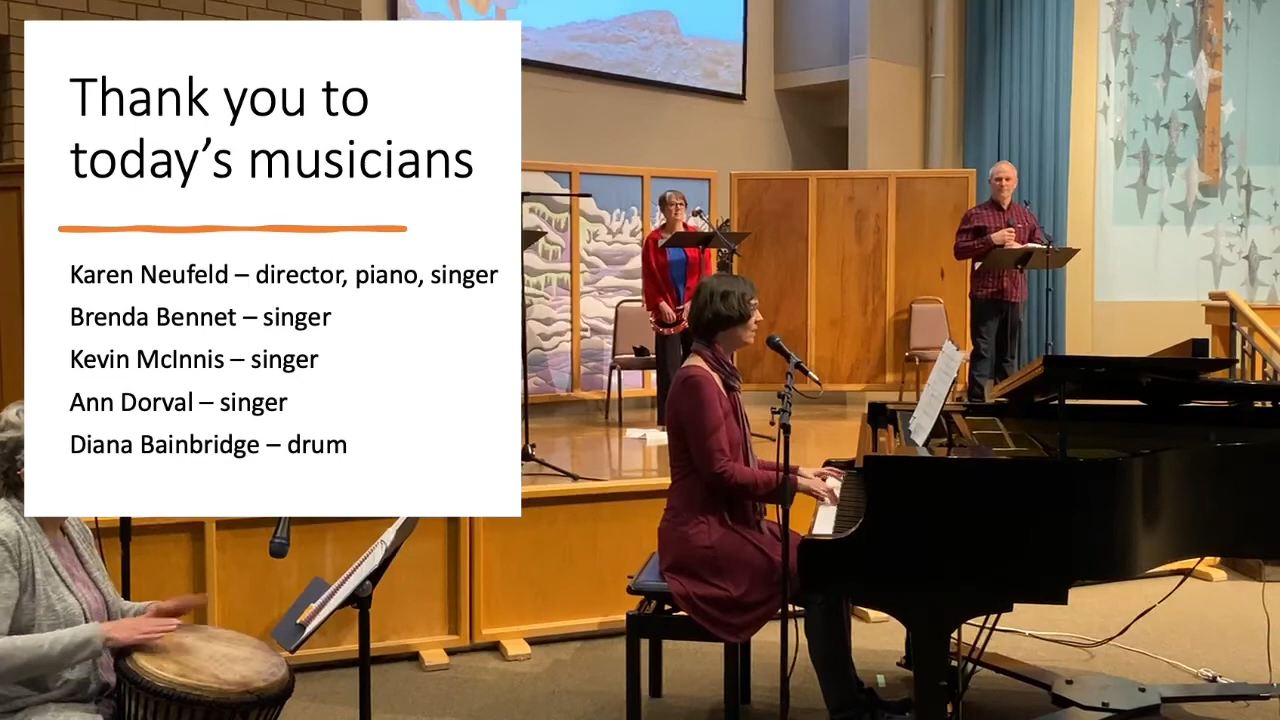 Thank you to
today's musicians
Karen Neufeld – director, piano, singer
Brenda Bennet – singer
Kevin McInnis – singer
Ann Dorval – singer
Diana Bainbridge – drum